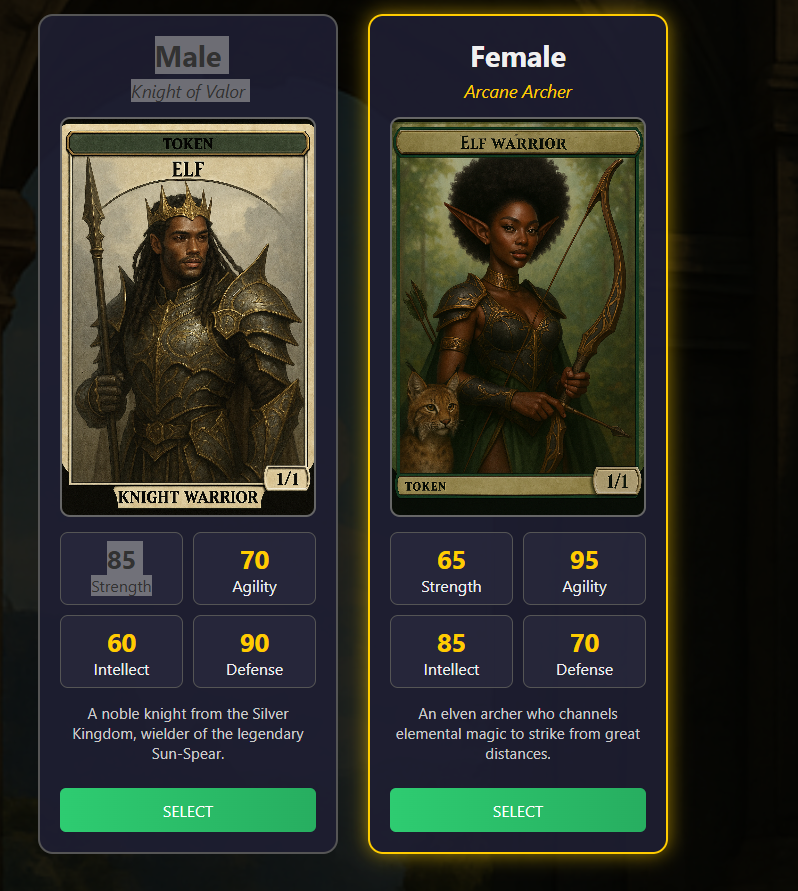 Male
Knight of Valor
TOKEN
ELF
1/1
KNIGHT WARRIOR
85
Strength
70
Agility
60
Intellect
90
Defense
A noble knight from the Silver
Kingdom, wielder of the legendary
Sun-Spear.
SELECT
Female
Arcane Archer
ELF WARRIOR
TOKEN
1/1
65
Strength
95
Agility
85
Intellect
70
Defense
An elven archer who channels
elemental magic to strike from great
distances.
SELECT